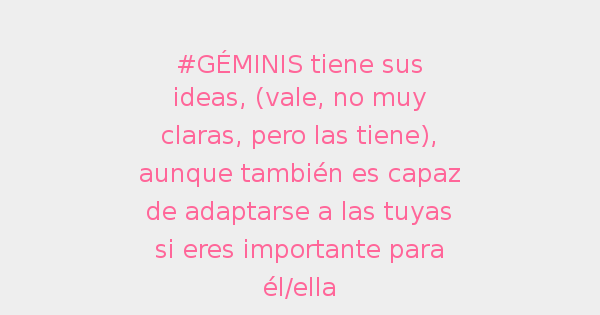 #GÉMINIS tiene sus
ideas, (vale, no muy
claras, pero las tiene),
aunque también es capaz
de adaptarse a las tuyas
si eres importante para
él/ella